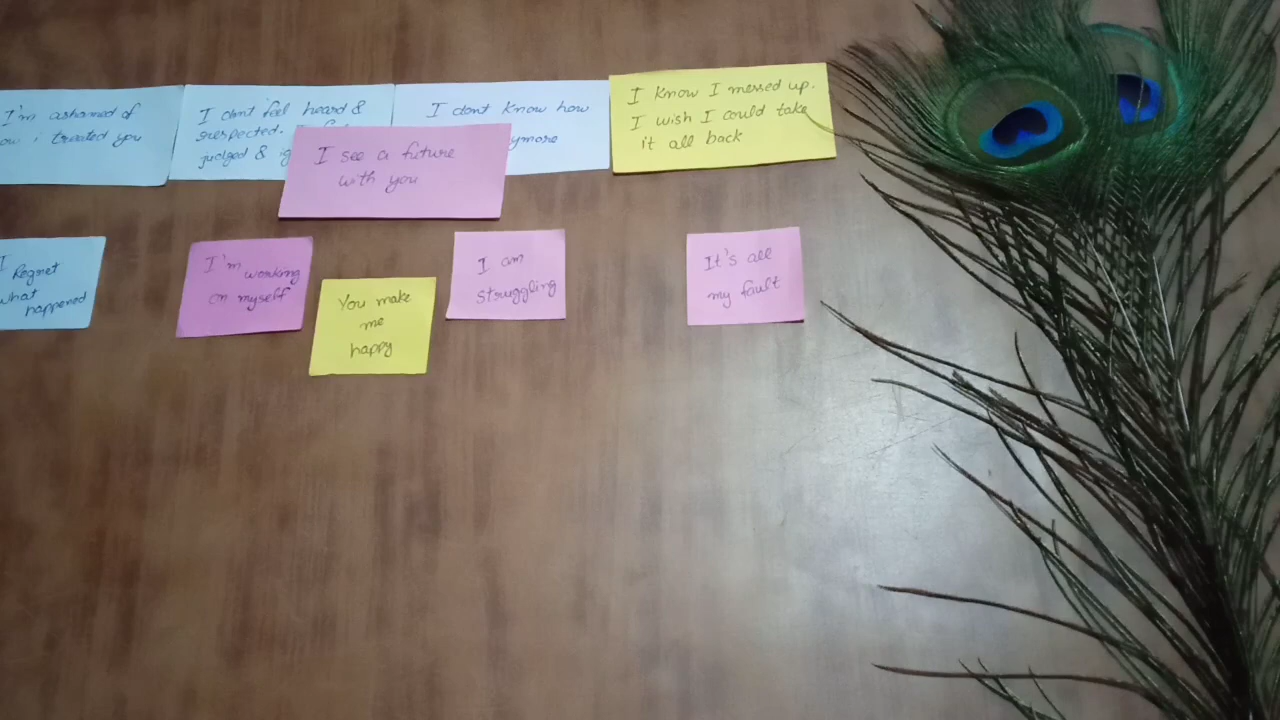 I'm ashamed of
i treated you
I dont feel heard &
respected.
judged &
I dont know how
I see a future
with you
I know I messed up.
I wish I could take
it all back
I
Regret
what
happened
I'm working
on myself
You make
me
happy
I am
struggling
It's all
my fault